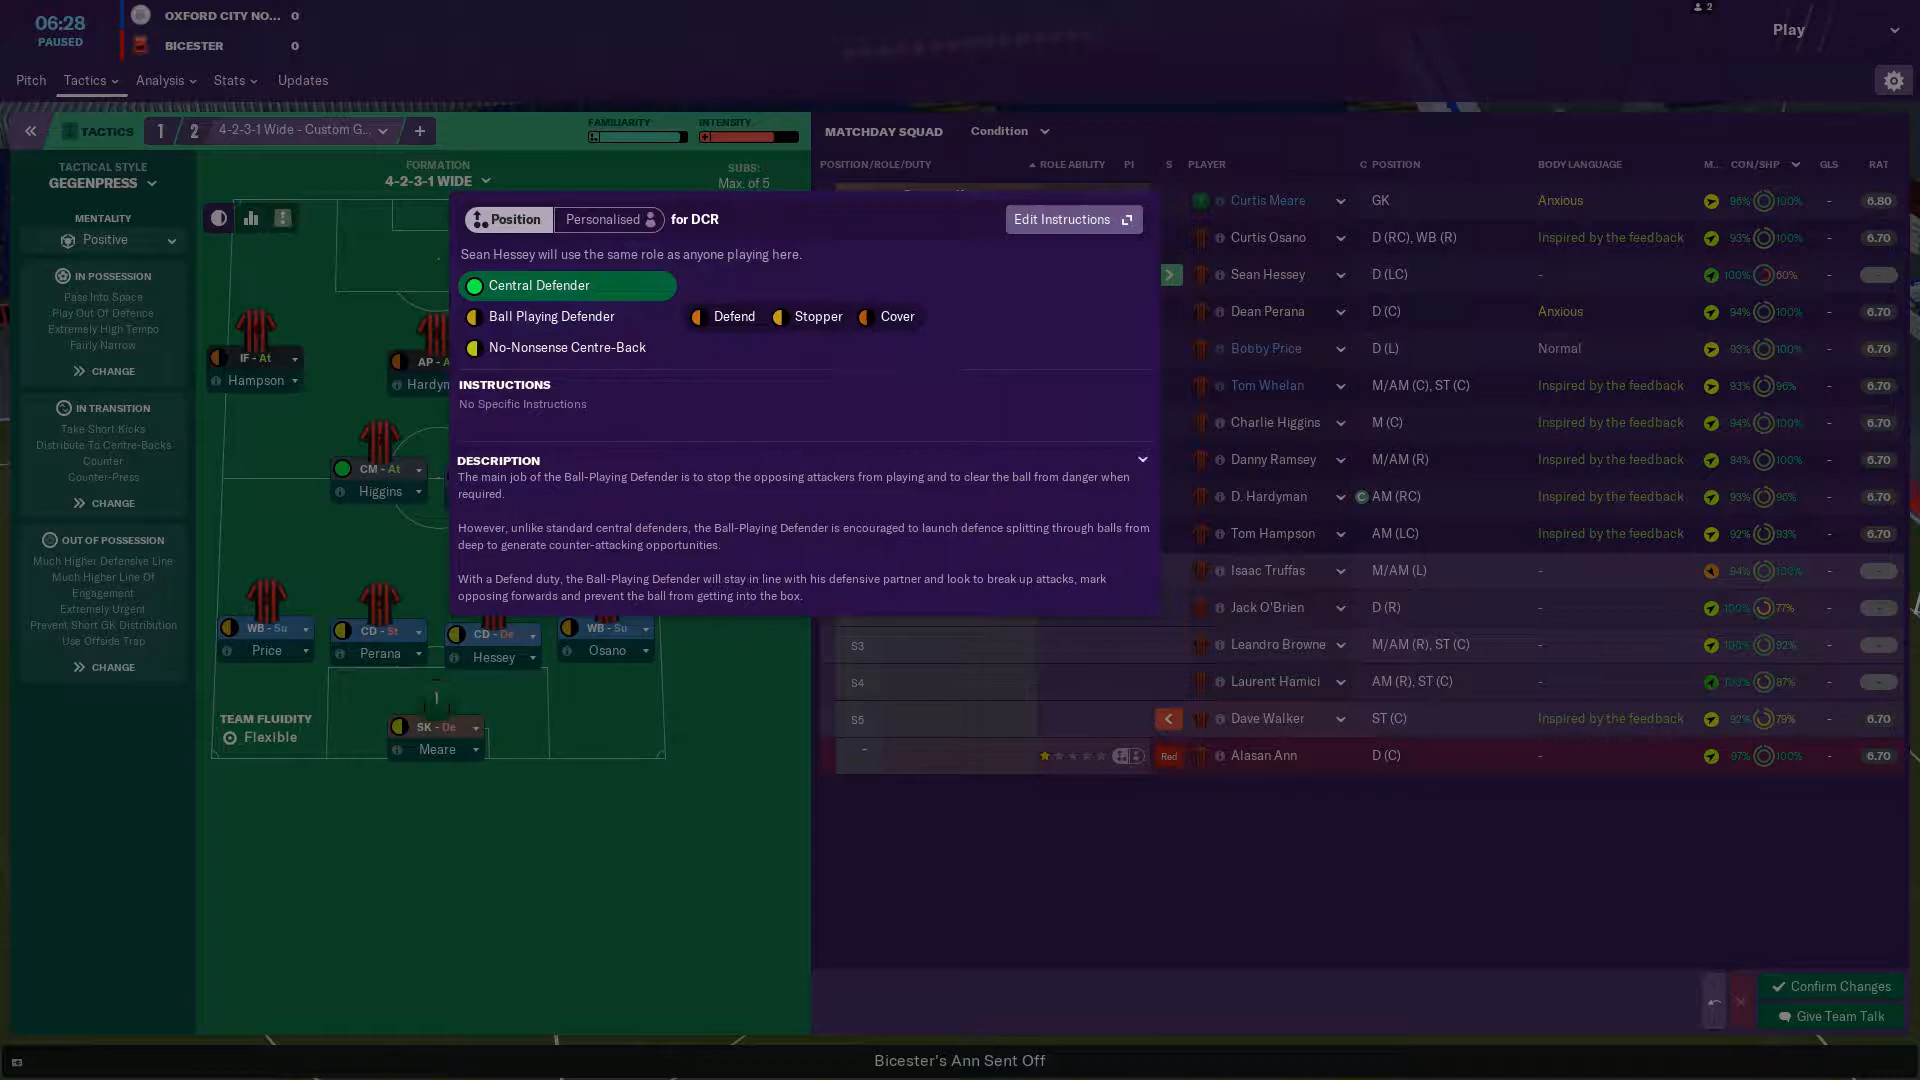 06:28
PAUSED
OXFORD CITY NO... 0
BICESTER 0
2
Play
Pitch Tactics Analysis Stats Updates
TACTICS 1 2 4-2-3-1 Wide - Custom G... +
FAMILIARITY INTENSITY
TACTICAL STYLE
GEGENPRESS
FORMATION
4-2-3-1 WIDE
SUBS:
Max. of 5
MENTALITY
Positive
IN POSSESSION
Pass Into Space
Play Out Of Defence
Extremely High Tempo
Fairly Narrow
CHANGE
IN TRANSITION
Take Short Kicks
Distribute To Centre-Backs
Counter
Counter-Press
CHANGE
OUT OF POSSESSION
Much Higher Defensive Line
Much Higher Line Of
Engagement
Extremely Urgent
Prevent Short GK Distribution
Use Offside Trap
CHANGE
IF - At
Hampson
AP - A
Hardyn
CM - At
Higgins
WB - Su
Price
CD - St
Perana
CD - De
Hessey
WB - Su
Osano
1
SK - De
Meare
TEAM FLUIDITY
Flexible
Position Personalised for DCR Edit Instructions
Sean Hessey will use the same role as anyone playing here.
Central Defender
Ball Playing Defender Defend Stopper Cover
No-Nonsense Centre-Back
INSTRUCTIONS
No Specific Instructions
DESCRIPTION
The main job of the Ball-Playing Defender is to stop the opposing attackers from playing and to clear the ball from danger when
required.
However, unlike standard central defenders, the Ball-Playing Defender is encouraged to launch defence splitting through balls from
deep to generate counter-attacking opportunities.
With a Defend duty, the Ball-Playing Defender will stay in line with his defensive partner and look to break up attacks, mark
opposing forwards and prevent the ball from getting into the box.
MATCHDAY SQUAD Condition
POSITION/ROLE/DUTY ROLE ABILITY PI S PLAYER C POSITION BODY LANGUAGE M... CON/SHP GLS RAT
Curtis Meare GK Anxious 96% 100% - 6.80
Curtis Osano D (RC), WB (R) Inspired by the feedback 93% 100% - 6.70
Sean Hessey D (LC) - 100% 60% - -
Dean Perana D (C) Anxious 94% 100% - 6.70
Bobby Price D (L) Normal 93% 100% - 6.70
Tom Whelan M/AM (C), ST (C) Inspired by the feedback 93% 96% - 6.70
Charlie Higgins M (C) Inspired by the feedback 94% 100% - 6.70
Danny Ramsey M/AM (R) Inspired by the feedback 94% 100% - 6.70
D. Hardyman C AM (RC) Inspired by the feedback 93% 96% - 6.70
Tom Hampson AM (LC) Inspired by the feedback 92% 93% - 6.70
Isaac Truffas M/AM (L) - 94% 100% - -
Jack O'Brien D (R) - 100% 77% - -
S3 Leandro Browne M/AM (R), ST (C) - 100% 92% - -
S4 Laurent Hamici AM (R), ST (C) - 100% 87% - -
S5 Dave Walker ST (C) Inspired by the feedback 92% 79% - 6.70
- Red Alasan Ann D (C) - 97% 100% - 6.70
Confirm Changes
Give Team Talk
Bicester's Ann Sent Off